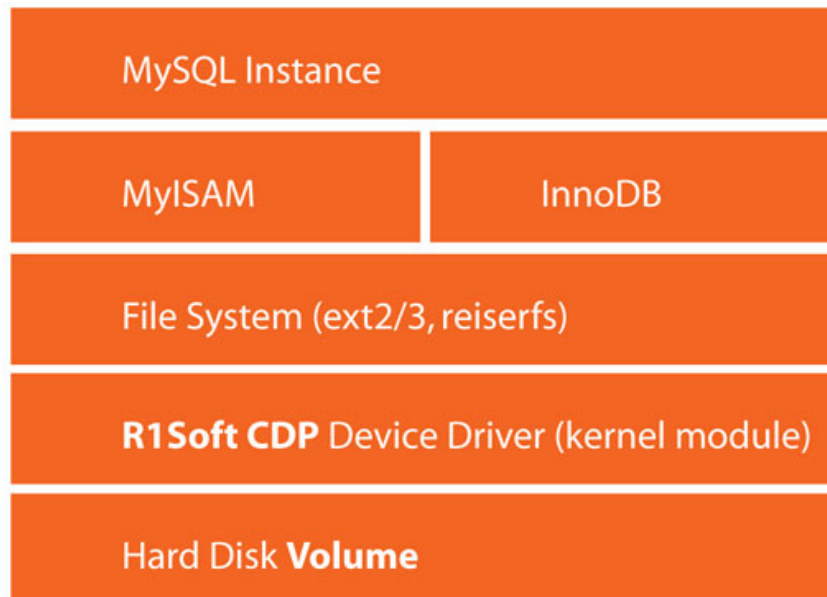 MySQL Instance
MyISAM
InnoDB
File System (ext2/3, reiserfs)
R1Soft CDP Device Driver (kernel module)
Hard Disk Volume